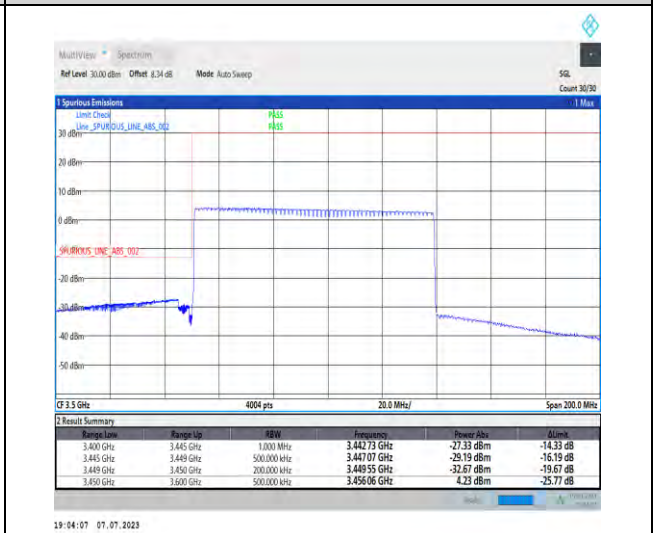 MultiView Spectrum
Ref Level 30.00 dBm Offset 8.34 dB Mode Auto Sweep SGL
Count 30/30
1 Spurious Emissions 1 Max
Limit Check PASS
Line _SPURIOUS_LINE_ABS_002 PASS
30 dBm
20 dBm
10 dBm
0 dBm
_SPURIOUS_LINE_ABS_002
-20 dBm
-30 dBm
-40 dBm
-50 dBm
CF 3.5 GHz 4004 pts 20.0 MHz/ Span 200.0 MHz
2 Result Summary
Range Low Range Up RBW Frequency Power Abs ΔLimit
3.400 GHz 3.445 GHz 1.000 MHz 3.44273 GHz -27.33 dBm -14.33 dB
3.445 GHz 3.449 GHz 500.000 kHz 3.44707 GHz -29.19 dBm -16.19 dB
3.449 GHz 3.450 GHz 200.000 kHz 3.44955 GHz -32.67 dBm -19.67 dB
3.450 GHz 3.600 GHz 500.000 kHz 3.45606 GHz 4.23 dBm -25.77 dB
19:04:07 07.07.2023